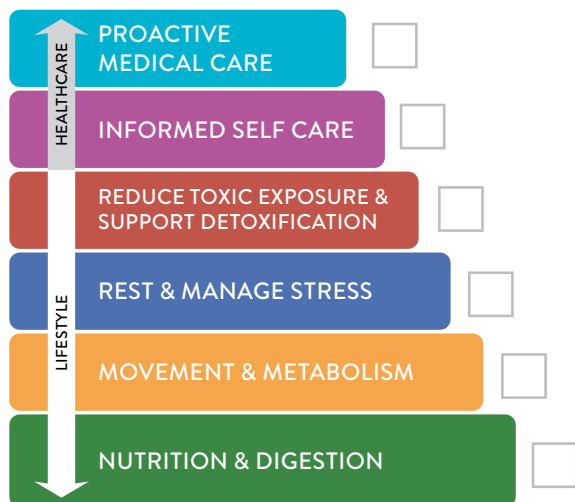 PROACTIVE
MEDICAL CARE
HEALTHCARE
INFORMED SELF CARE
REDUCE TOXIC EXPOSURE &
SUPPORT DETOXIFICATION
REST & MANAGE STRESS
LIFESTYLE
MOVEMENT & METABOLISM
NUTRITION & DIGESTION